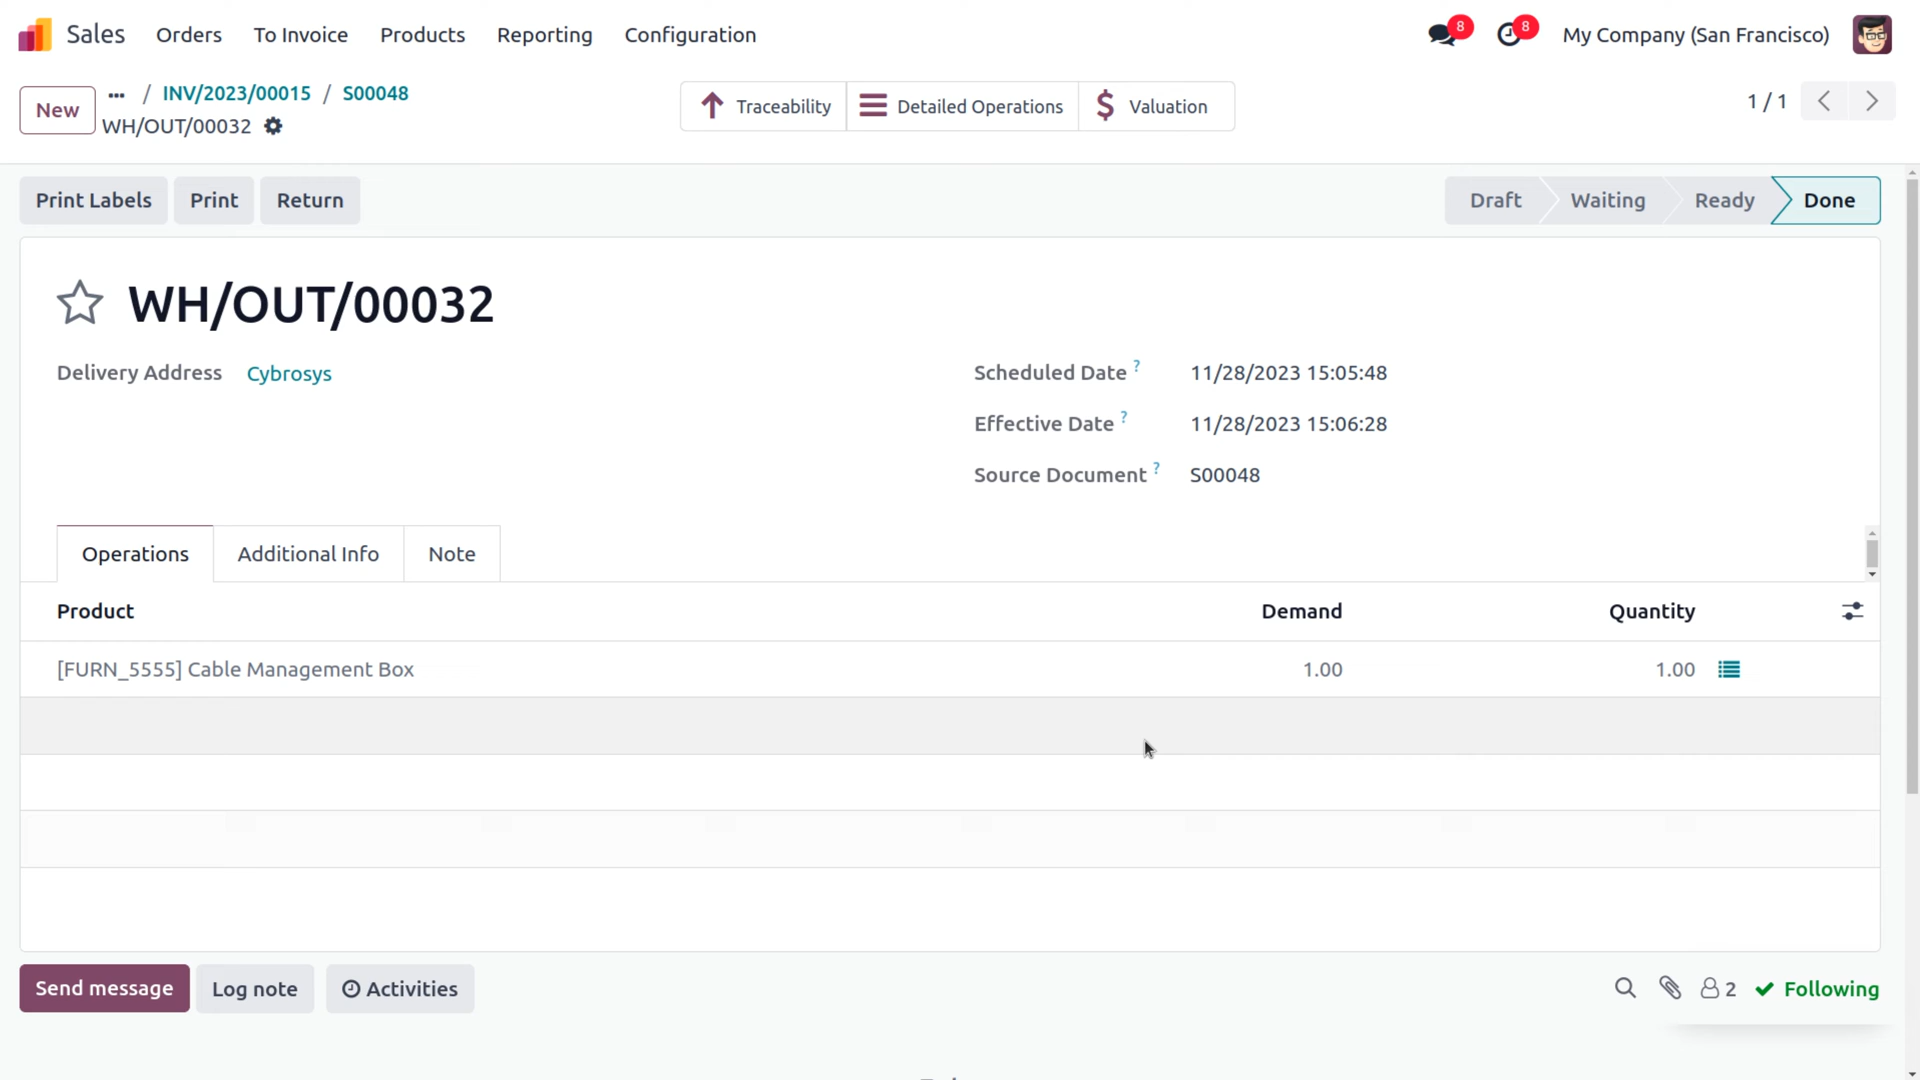 Sales Orders To Invoice Products Reporting Configuration 8 8 My Company (San Francisco)
New ... / INV/2023/00015 / S00048
WH/OUT/00032
Traceability Detailed Operations $ Valuation
1 / 1
Print Labels Print Return
Draft Waiting Ready Done
WH/OUT/00032
Delivery Address Cybrosys
Scheduled Date ? 11/28/2023 15:05:48
Effective Date ? 11/28/2023 15:06:28
Source Document ? S00048
Operations Additional Info Note
Product Demand Quantity
[FURN_5555] Cable Management Box 1.00 1.00
Send message Log note Activities
2 Following